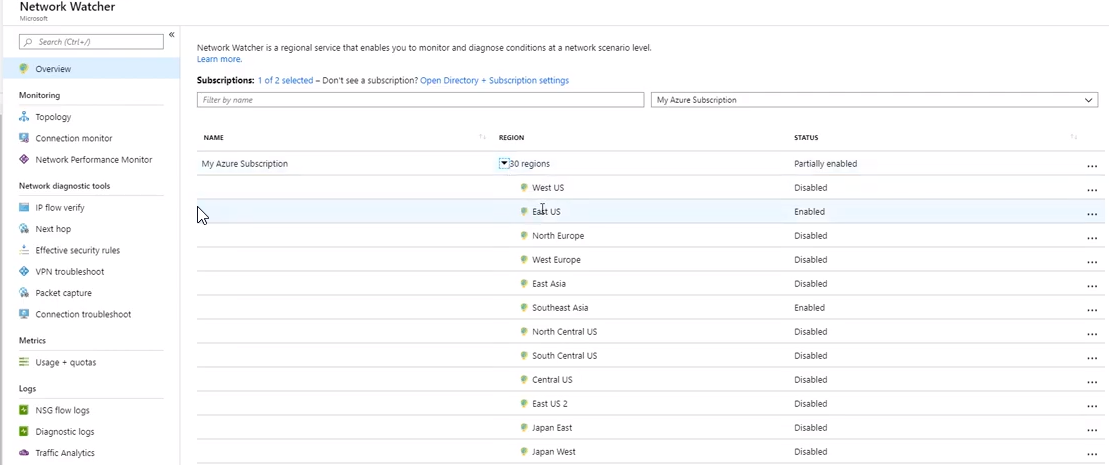 Network Watcher
Microsoft
Search (Ctrl+/)
«
Overview
Monitoring
Topology
Connection monitor
Network Performance Monitor
Network diagnostic tools
IP flow verify
Next hop
Effective security rules
VPN troubleshoot
Packet capture
Connection troubleshoot
Metrics
Usage + quotas
Logs
NSG flow logs
Diagnostic logs
Traffic Analytics
Network Watcher is a regional service that enables you to monitor and diagnose conditions at a network scenario level.
Learn more.
Subscriptions: 1 of 2 selected – Don't see a subscription? Open Directory + Subscription settings
Filter by name My Azure Subscription
NAME REGION STATUS
My Azure Subscription 30 regions Partially enabled ...
West US Disabled ...
East US Enabled ...
North Europe Disabled ...
West Europe Disabled ...
East Asia Disabled ...
Southeast Asia Enabled ...
North Central US Disabled ...
South Central US Disabled ...
Central US Disabled ...
East US 2 Disabled ...
Japan East Disabled ...
Japan West Disabled ...